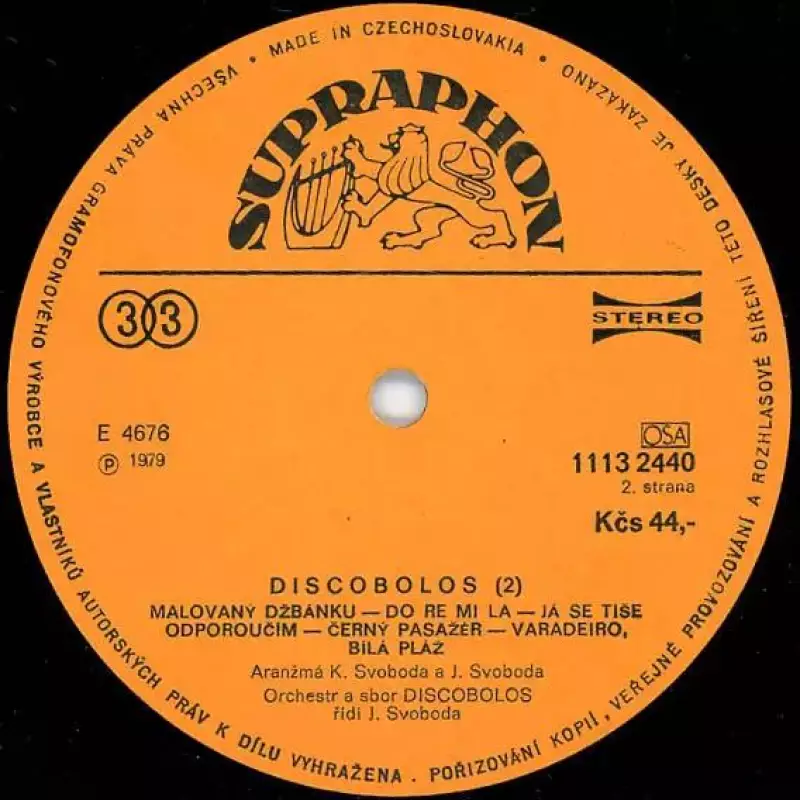 VŠECHNA PRÁVA GRAMOFONOVÉHO VÝROBCE A VLASTNÍKŮ AUTORSKÝCH PRÁV K DÍLU VYHRAŽENA . POŘIZOVÁNÍ KOPIÍ, VEŘEJNÉ PROVOZOVÁNÍ A ROZHLASOVÉ ŠÍŘENÍ TÉTO DESKY JE ZAKÁZÁNO • MADE IN CZECHOSLOVAKIA •
SUPRAPHON
33
STEREO
E 4676
OSA
℗ 1979
1113 2440
2. strana
Kčs 44,-
DISCOBOLOS (2)
MALOVANÝ DŽBÁNKU — DO RE MI LA — JÁ SE TIŠE
ODPOROUČÍM — ČERNÝ PASAŽÉR — VARADEIRO,
BÍLÁ PLÁŽ
Aranžmá K. Svoboda a J. Svoboda
Orchestr a sbor DISCOBOLOS
řídí J. Svoboda